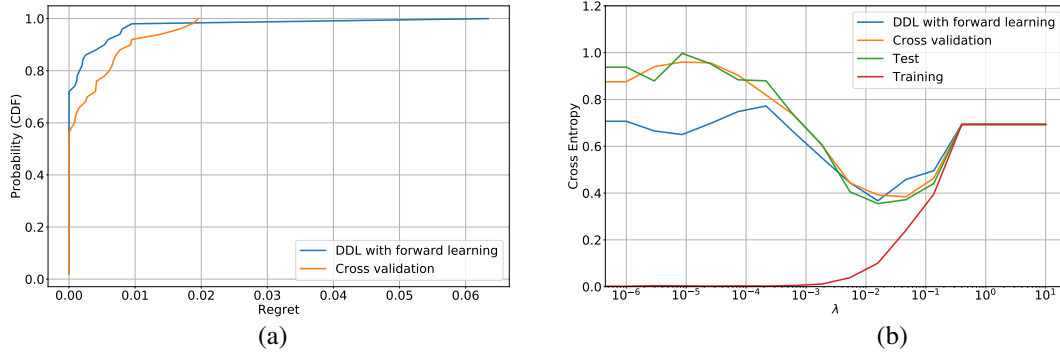 Probability (CDF)
1.0
0.8
0.6
0.4
0.2
0.0
0.00 0.01 0.02 0.03 0.04 0.05 0.06
Regret
DDL with forward learning
Cross validation
(a)
Cross Entropy
1.2
1.0
0.8
0.6
0.4
0.2
0.0
10⁻⁶ 10⁻⁵ 10⁻⁴ 10⁻³ 10⁻² 10⁻¹ 10⁰ 10¹
λ
DDL with forward learning
Cross validation
Test
Training
(b)